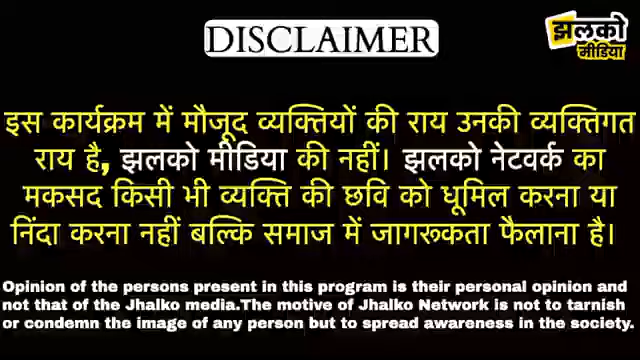 DISCLAIMER
झलको
मीडिया
इस कार्यक्रम में मौजूद व्यक्तियों की राय उनकी व्यक्तिगत
राय है, झलको मीडिया की नहीं। झलको नेटवर्क का
मकसद किसी भी व्यक्ति की छवि को धूमिल करना या
निंदा करना नहीं बल्कि समाज में जागरूकता फैलाना है।
Opinion of the persons present in this program is their personal opinion and
not that of the Jhalko media.The motive of Jhalko Network is not to tarnish
or condemn the image of any person but to spread awareness in the society.